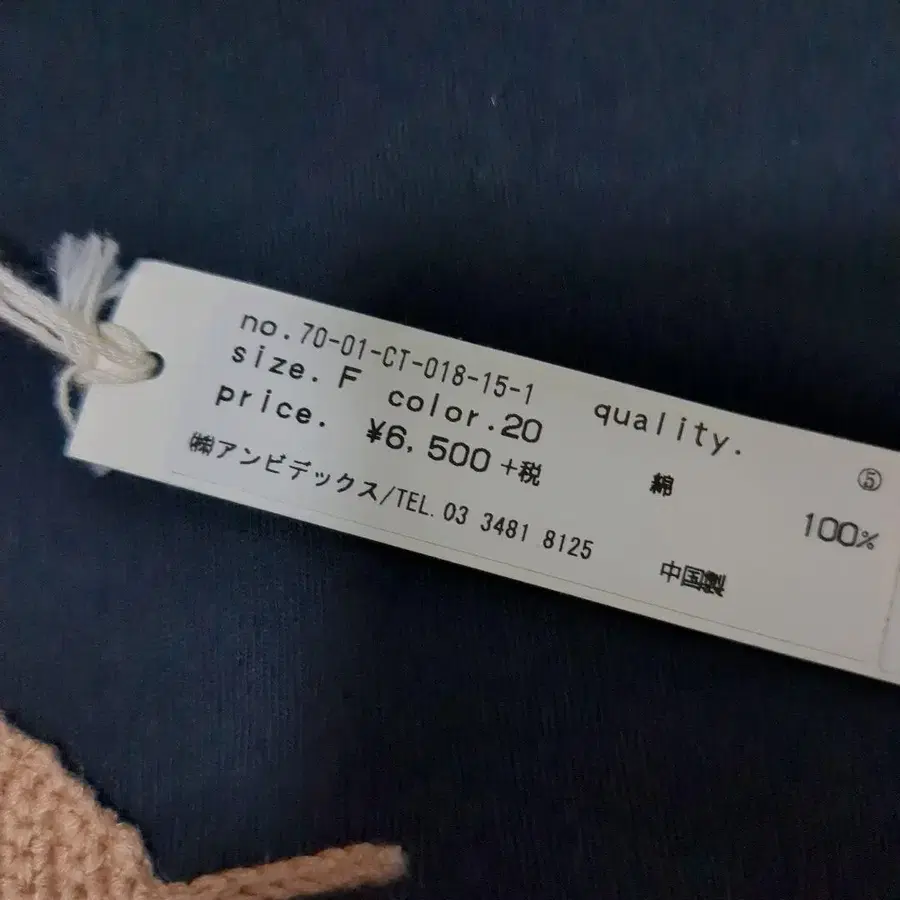 no.70-01-CT-018-15-1
size. F color.20
price. ¥6,500 +税
㈱アンビデックス/TEL. 03 3481 8125
quality.
⑤
綿 100%
中国製